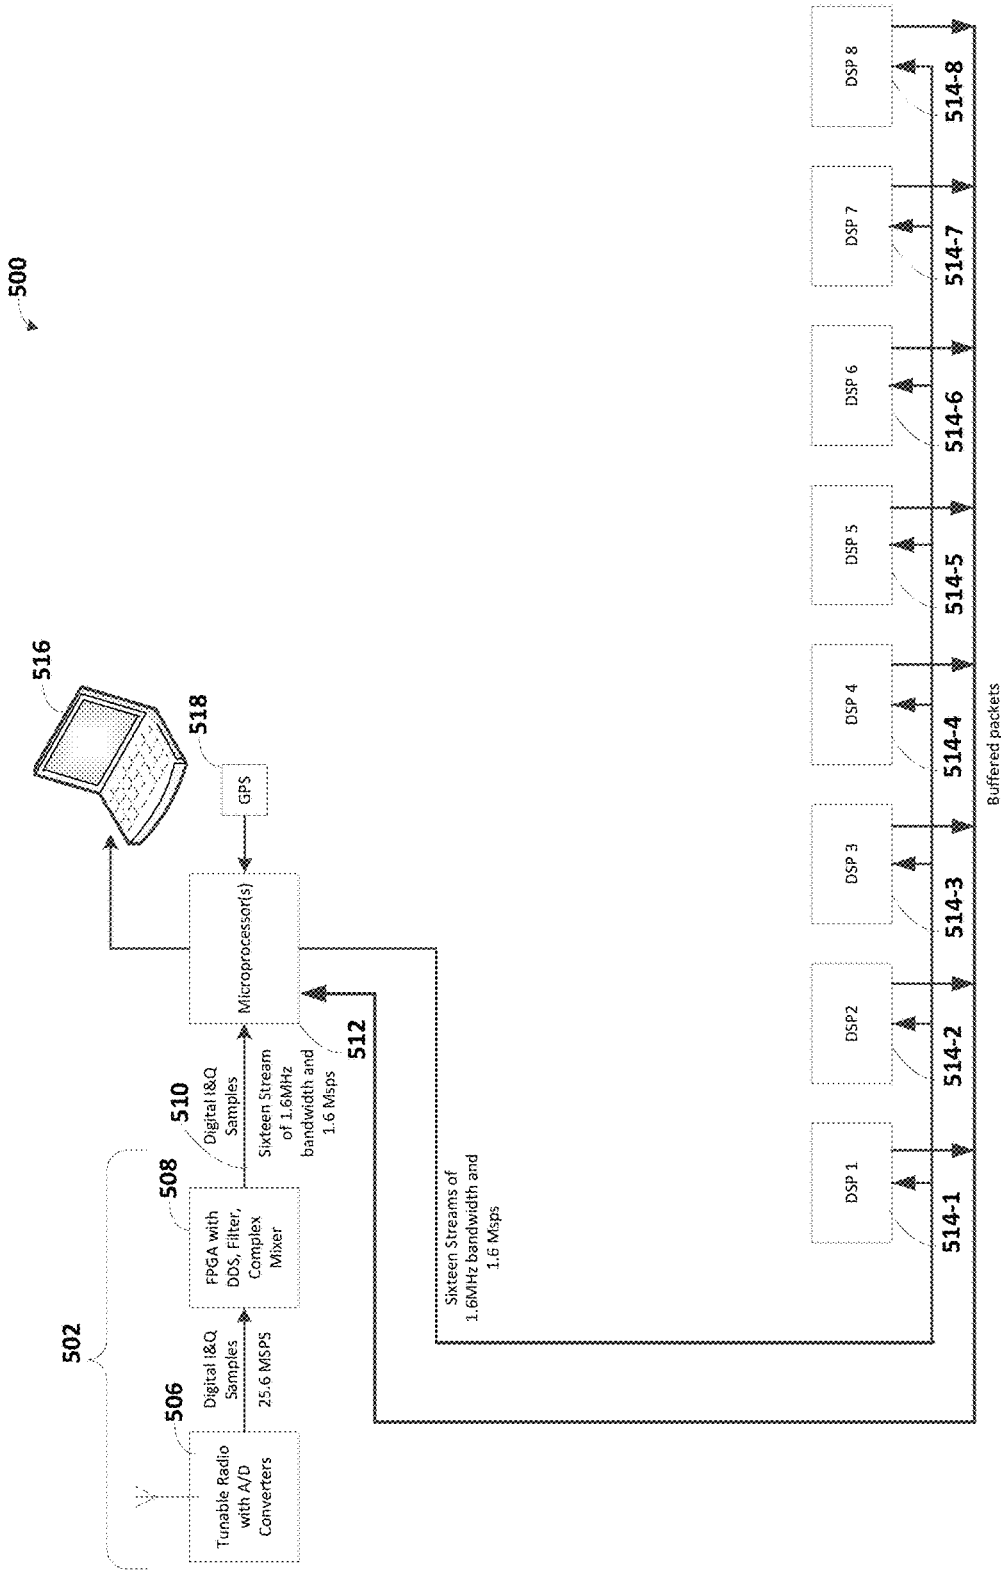 500
502
506
Tunable Radio
with A/D
Converters
Digital I&Q
Samples
25.6 MSPS
508
FPGA with
DDS, Filter,
Complex
Mixer
510
Digital I&Q
Samples
Sixteen Stream
of 1.6MHz
bandwidth and
1.6 Msps
512
Microprocessor(s)
518
GPS
516
Sixteen Streams of
1.6MHz bandwidth and
1.6 Msps
DSP 1
DSP2
DSP 3
DSP 4
DSP 5
DSP 6
DSP 7
DSP 8
514-1
514-2
514-3
514-4
514-5
514-6
514-7
514-8
Buffered packets